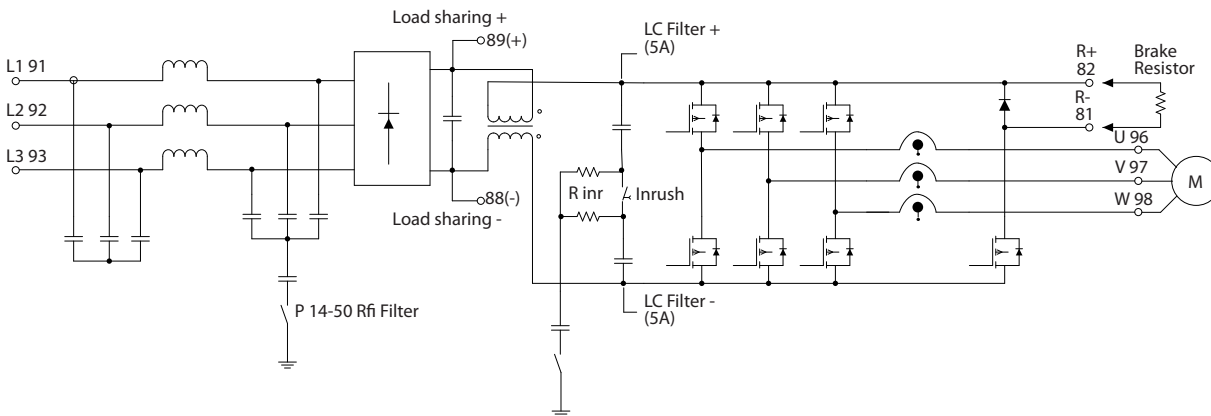 Load sharing +
89(+)
LC Filter +
(5A)
L1 91
L2 92
L3 93
R+
82
Brake
Resistor
R-
81
U 96
V 97
W 98
M
R inr
Inrush
88(-)
Load sharing -
LC Filter -
(5A)
P 14-50 Rfi Filter